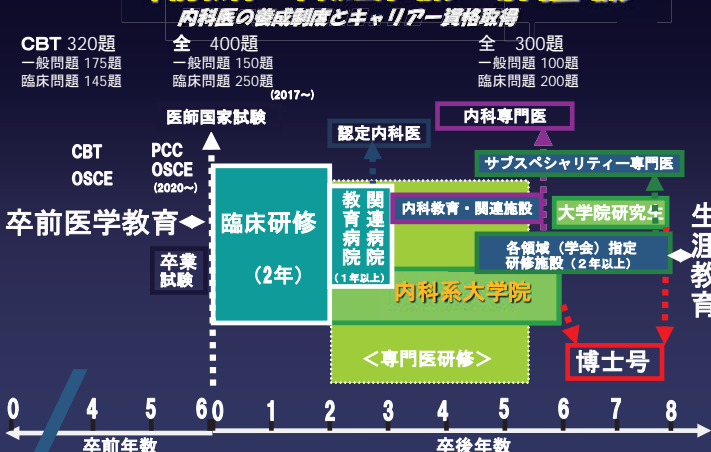 内科医の養成制度とキャリアー資格取得
CBT 320題
一般問題 175題
臨床問題 145題
全 400題
一般問題 150題
臨床問題 250題
(2017～)
全 300題
一般問題 100題
臨床問題 200題
医師国家試験
認定内科医
内科専門医
サブスペシャリティー専門医
CBT
OSCE
PCC
OSCE
(2020～)
卒前医学教育
卒業
試験
臨床研修
（2年）
教育病院
関連病院
（１年以上）
内科教育・関連施設
大学院研究生
各領域（学会）指定
研修施設（２年以上）
生涯教育
内科系大学院
＜専門医研修＞
博士号
0 4 5 6 0 1 2 3 4 5 6 7 8
卒前年数
卒後年数